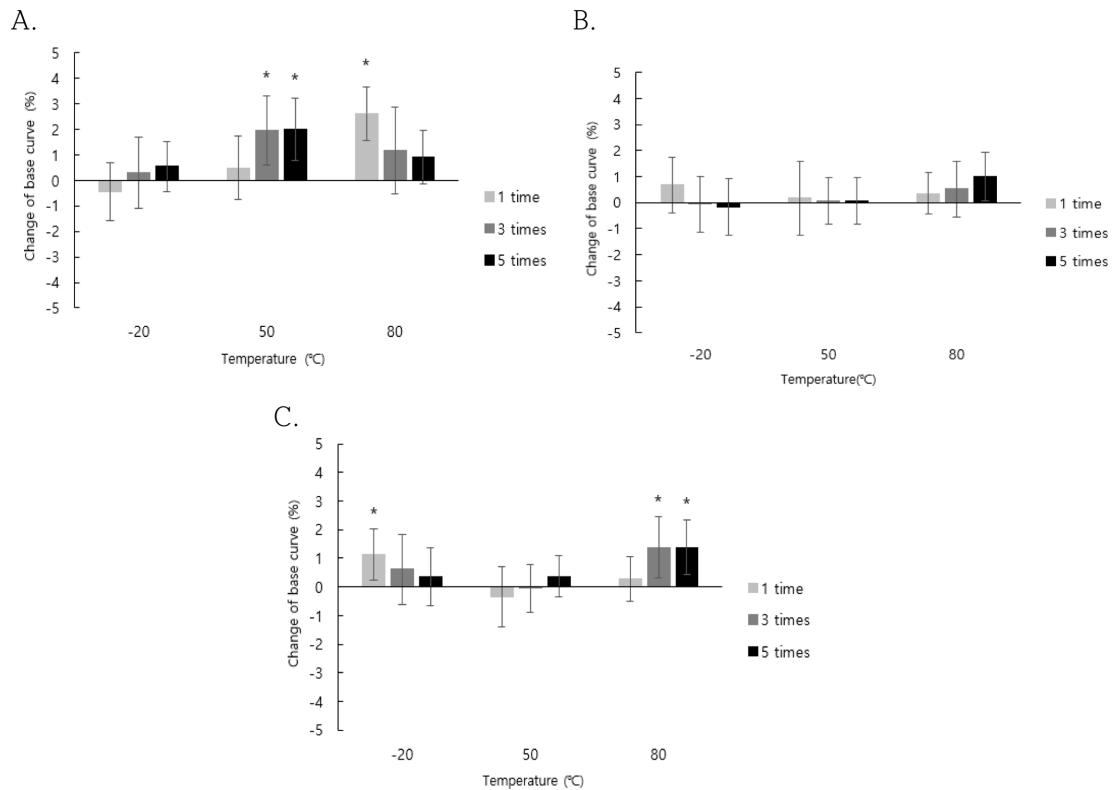 A.
5
4
3
2
1
0
-1
-2
-3
-4
-5
Change of base curve (%)
* * *
-20 50 80
Temperature (℃)
1 time
3 times
5 times
B.
5
4
3
2
1
0
-1
-2
-3
-4
-5
Change of base curve (%)
-20 50 80
Temperature(℃)
1 time
3 times
5 times
C.
5
4
3
2
1
0
-1
-2
-3
-4
-5
Change of base curve (%)
* * *
-20 50 80
Temperature (℃)
1 time
3 times
5 times